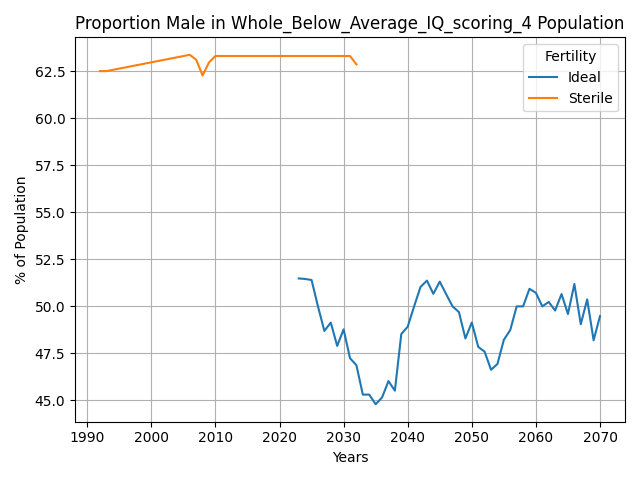 Proportion Male in Whole_Below_Average_IQ_scoring_4 Population
Fertility
Ideal
Sterile
% of Population
62.5
60.0
57.5
55.0
52.5
50.0
47.5
45.0
1990 2000 2010 2020 2030 2040 2050 2060 2070
Years